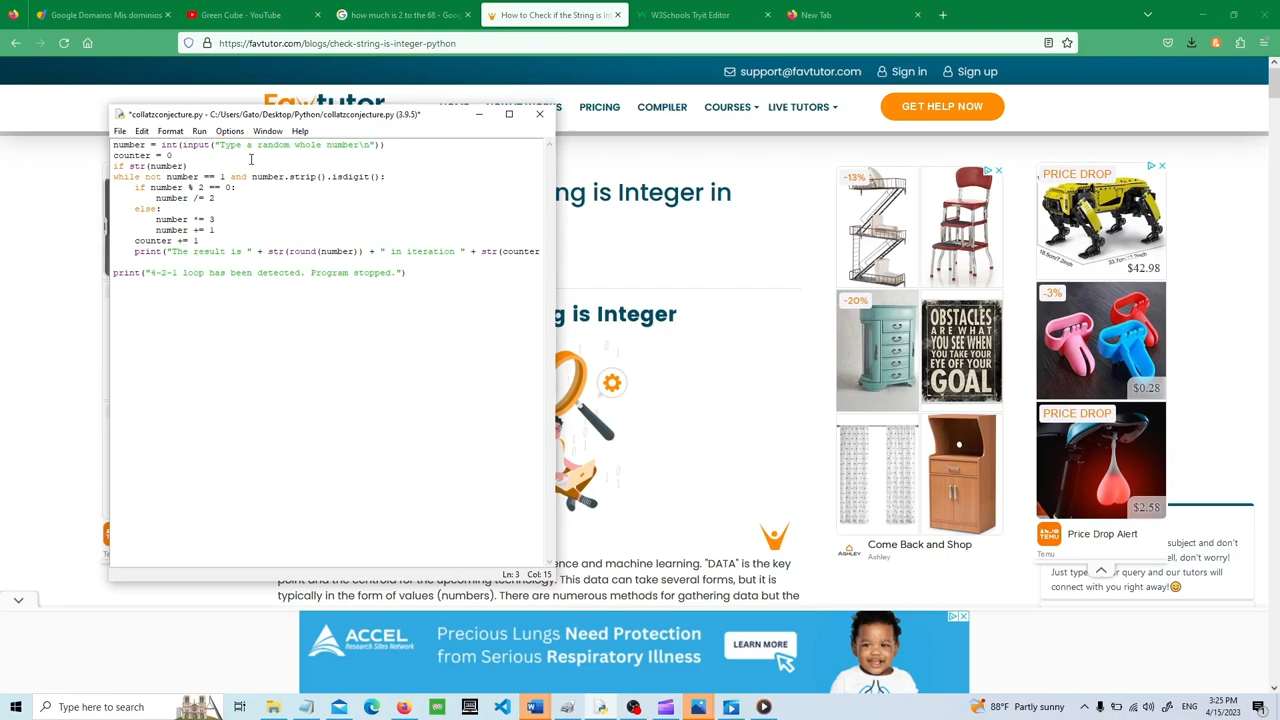 Google Domains: Mis dominios
Green Cube - YouTube
how much is 2 to the 68 - Goo
How to Check if the String is Int
W3Schools Tryit Editor
New Tab
https://favtutor.com/blogs/check-string-is-integer-python
support@favtutor.com
Sign in
Sign up
PRICING
COMPILER
COURSES
LIVE TUTORS
GET HELP NOW
*collatzconjecture.py - C:/Users/Gato/Desktop/Python/collatzconjecture.py (3.9.5)*
File Edit Format Run Options Window Help
number = int(input("Type a random whole number\n"))
counter = 0
if str(number)
while not number == 1 and number.strip().isdigit():
if number % 2 == 0:
number /= 2
else:
number *= 3
number += 1
counter += 1
print("The result is " + str(round(number)) + " in iteration " + str(counter
print("4-2-1 loop has been detected. Program stopped.")
Ln: 3 Col: 15
ng is Integer in
g is Integer
-13%
-20%
OBSTACLES
ARE WHAT
YOU SEE WHEN
YOU TAKE YOUR
EYE OFF YOUR
GOAL
ASHLEY
Come Back and Shop
Ashley
PRICE DROP
$42.98
-3%
$0.28
PRICE DROP
$2.58
TEMU
Price Drop Alert
Temu
subject and don't
ell, don't worry!
Just type your query and our tutors will
connect with you right away!😊
ence and machine learning. "DATA" is the key
point and the centroid for the upcoming technology. This data can take several forms, but it is
typically in the form of values (numbers). There are numerous methods for gathering data but the
ACCEL
Research Sites Network
Precious Lungs Need Protection
from Serious Respiratory Illness
LEARN MORE
Type here to search
88°F Partly sunny
ENG
3:25 PM
4/15/2023